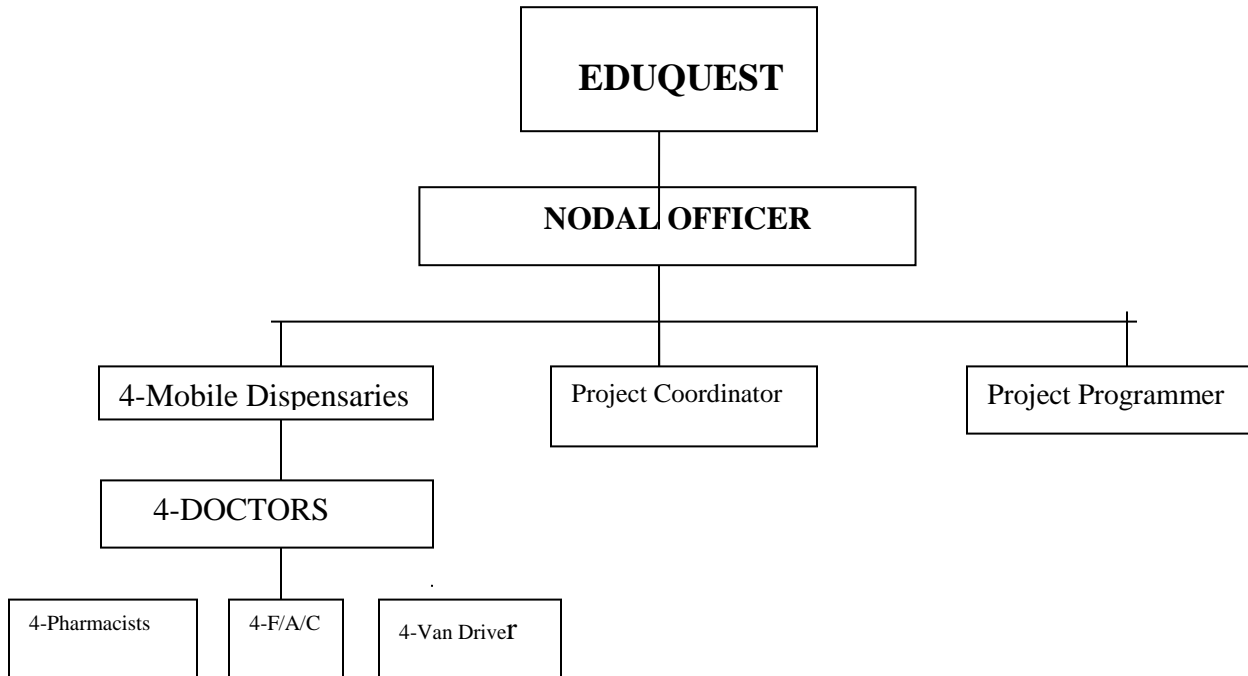 EDUQUEST
NODAL OFFICER
4-Mobile Dispensaries
Project Coordinator
Project Programmer
4-DOCTORS
4-Pharmacists
4-F/A/C
4-Van Driver